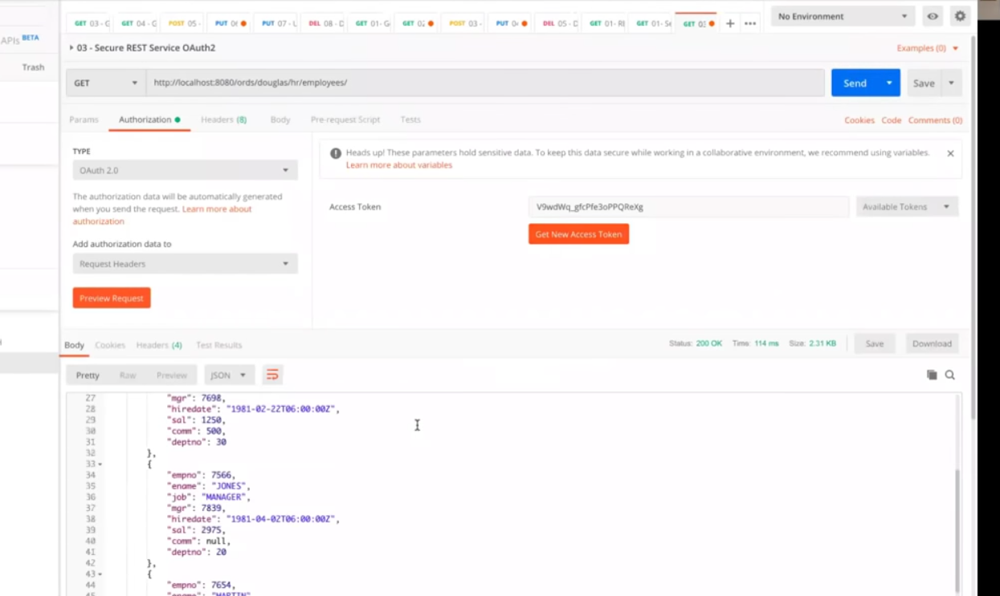 GET 03 - G GET 04 - G POST 05 - PUT 0 PUT 07 - U DEL 08 - D GET 01- G GET 0 POST 03 - PUT 0 DEL 05 - D GET 01- RE GET 01- Se GET 03 + •••
No Environment
APIs BETA
Trash
03 - Secure REST Service OAuth2
Examples (0)
GET
http://localhost:8080/ords/douglas/hr/employees/
Send
Save
Params
Authorization
Headers (8)
Body
Pre-request Script
Tests
Cookies
Code
Comments (0)
TYPE
OAuth 2.0
The authorization data will be automatically generated
when you send the request. Learn more about
authorization
Add authorization data to
Request Headers
Preview Request
Heads up! These parameters hold sensitive data. To keep this data secure while working in a collaborative environment, we recommend using variables.
Learn more about variables
Access Token
V9wdWq_gfcPfe3oPPQReXg
Available Tokens
Get New Access Token
Body
Cookies
Headers (4)
Test Results
Status: 200 OK
Time: 114 ms
Size: 2.31 KB
Save
Download
Pretty
Raw
Preview
JSON
27 "mgr": 7698,
28 "hiredate": "1981-02-22T06:00:00Z",
29 "sal": 1250,
30 "comm": 500,
31 "deptno": 30
32 },
33 {
34 "empno": 7566,
35 "ename": "JONES",
36 "job": "MANAGER",
37 "mgr": 7839,
38 "hiredate": "1981-04-02T06:00:00Z",
39 "sal": 2975,
40 "comm": null,
41 "deptno": 20
42 },
43 {
44 "empno": 7654,
45 "ename": "MARTIN"